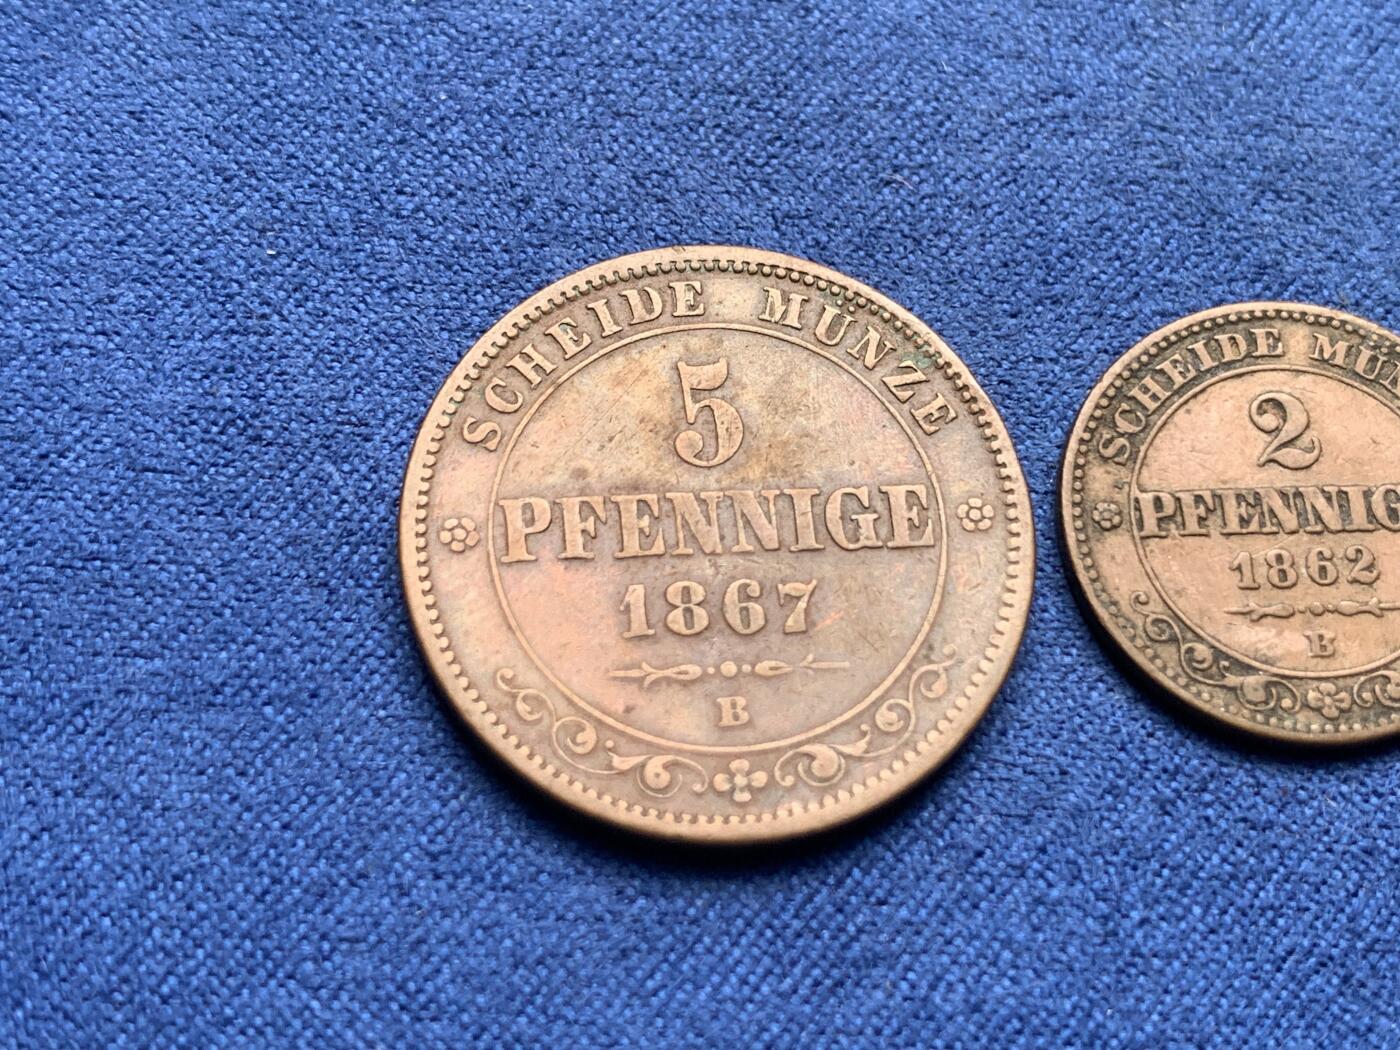 SCHEIDE MÜNZE
5
PFENNIGE
1867
B
SCHEIDE
2
1862
B